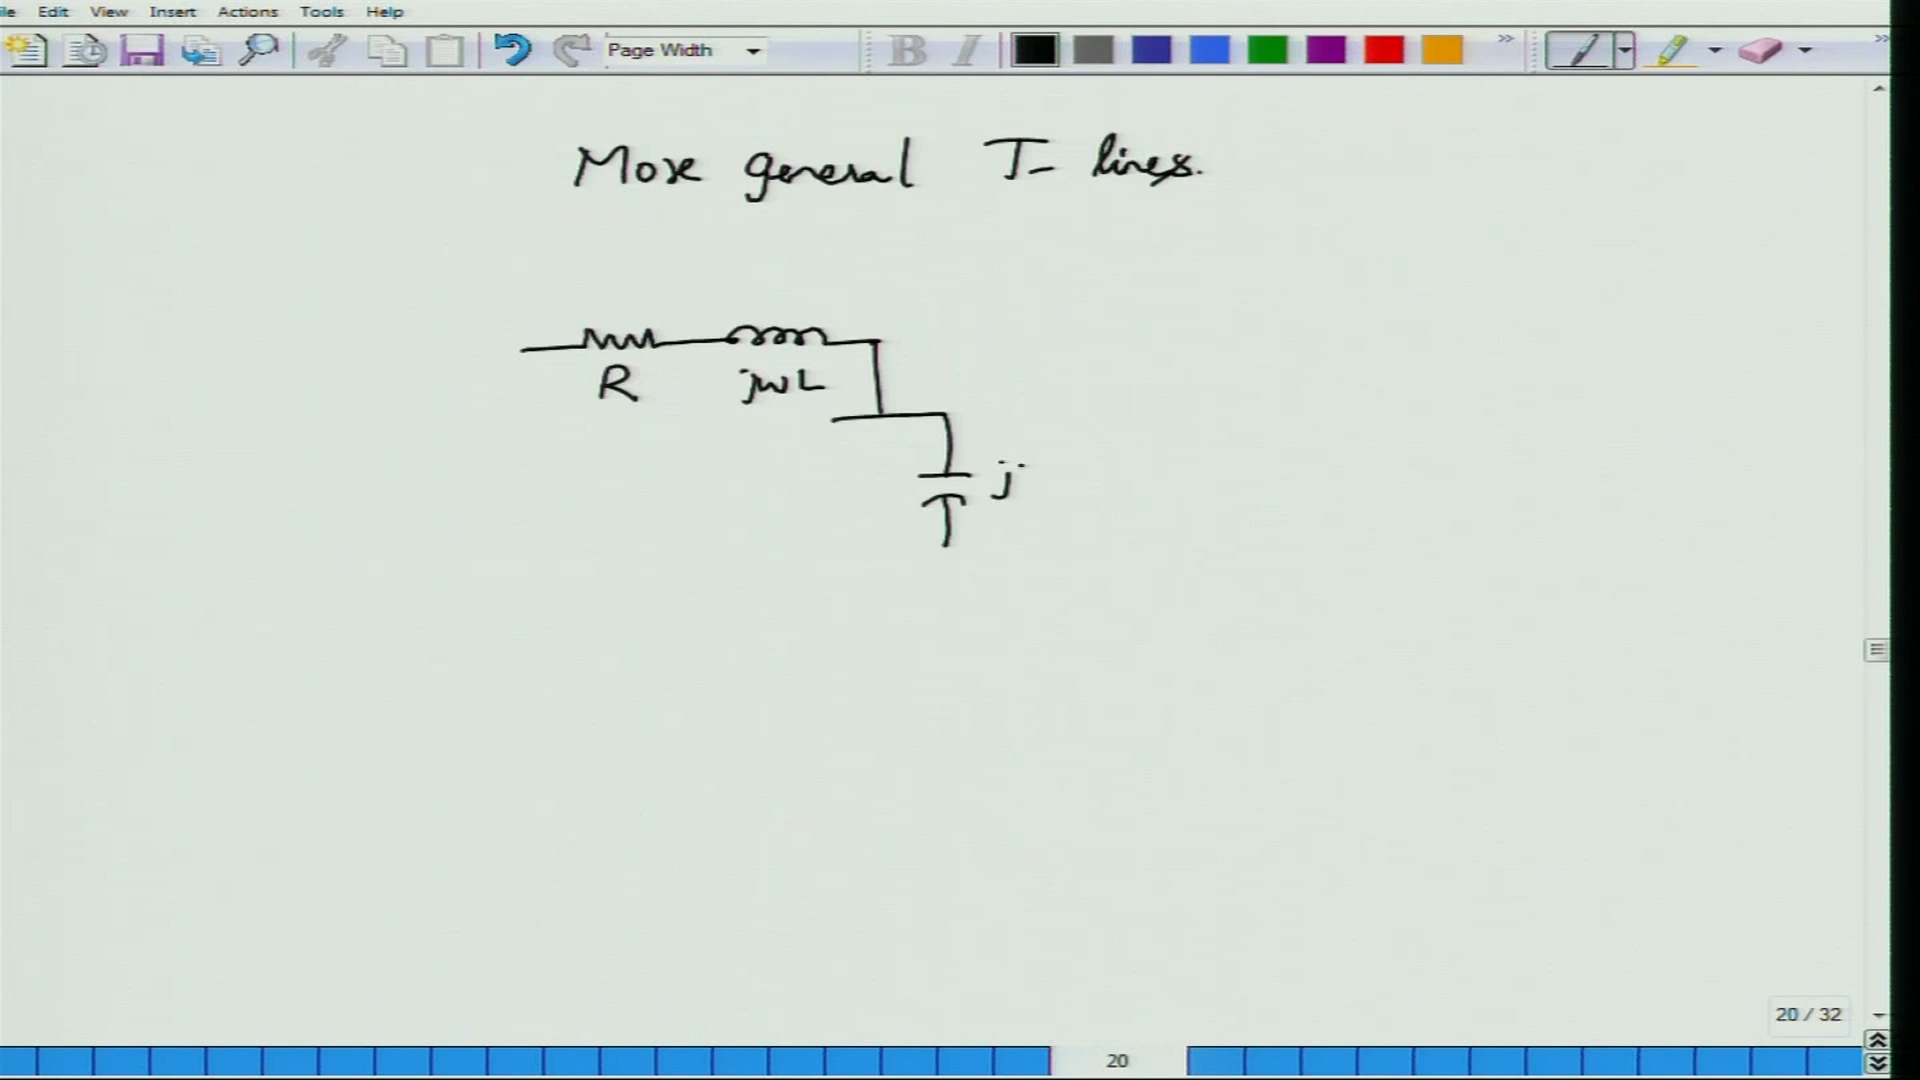 Edit View Insert Actions Tools Help
Page Width
B I
More general T- lines.
R jωL
j
20 / 32
20